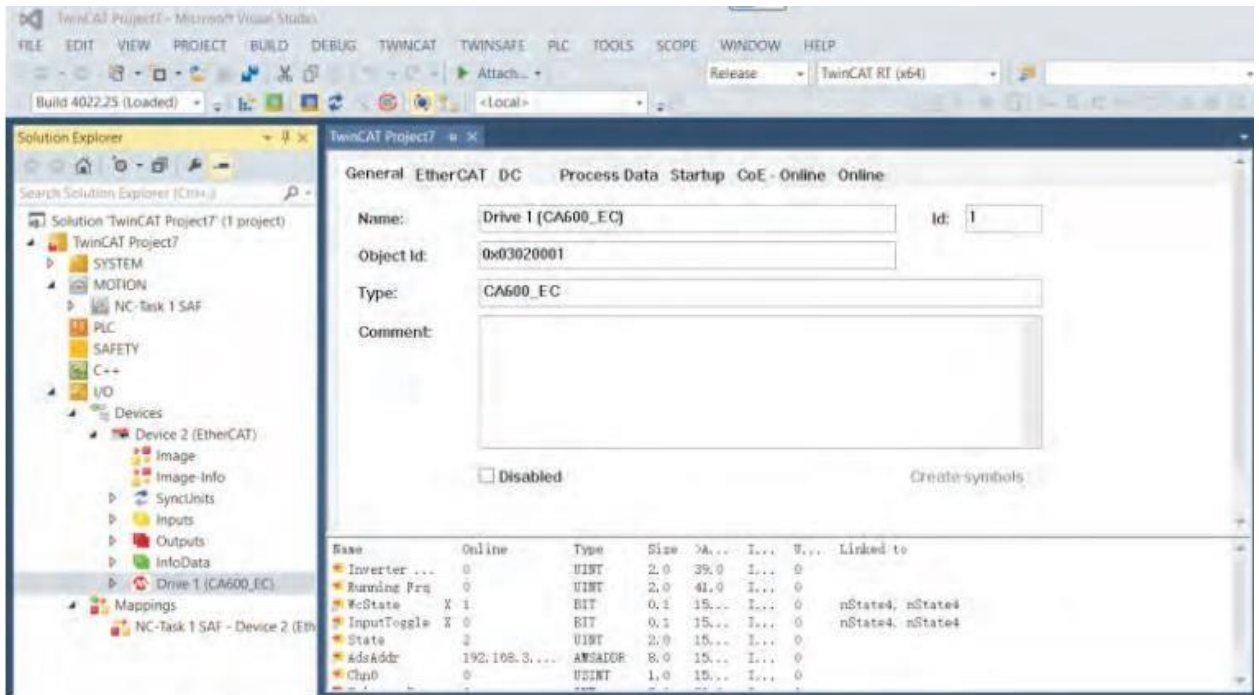 TwinCAT Project7 - Microsoft Visual Studio
FILE EDIT VIEW PROJECT BUILD DEBUG TWINCAT TWINSAFE PLC TOOLS SCOPE WINDOW HELP
Attach... Release TwinCAT RT (x64)
Build 4022.25 (Loaded) <Local>
Solution Explorer
Search Solution Explorer (Ctrl+;)
Solution 'TwinCAT Project7' (1 project)
TwinCAT Project7
SYSTEM
MOTION
NC-Task 1 SAF
PLC
SAFETY
C++
I/O
Devices
Device 2 (EtherCAT)
Image
Image-Info
SyncUnits
Inputs
Outputs
InfoData
Drive 1 (CA600_EC)
Mappings
NC-Task 1 SAF - Device 2 (Eth
TwinCAT Project7
General EtherCAT DC Process Data Startup CoE - Online Online
Name: Drive 1 (CA600_EC) Id: 1
Object Id: 0x03020001
Type: CA600_EC
Comment:
Disabled Create symbols
Name Online Type Size >A... I... U... Linked to
Inverter ... 0 UINT 2.0 39.0 I... 0
Running Frq 0 UINT 2.0 41.0 I... 0
WcState X 1 BIT 0.1 15... I... 0 nState4, nState4
InputToggle X 0 BIT 0.1 15... I... 0 nState4, nState4
State 2 UINT 2.0 15... I... 0
AdsAddr 192.168.3.... AMSADDR 8.0 15... I... 0
Chn0 0 USINT 1.0 15... I... 0